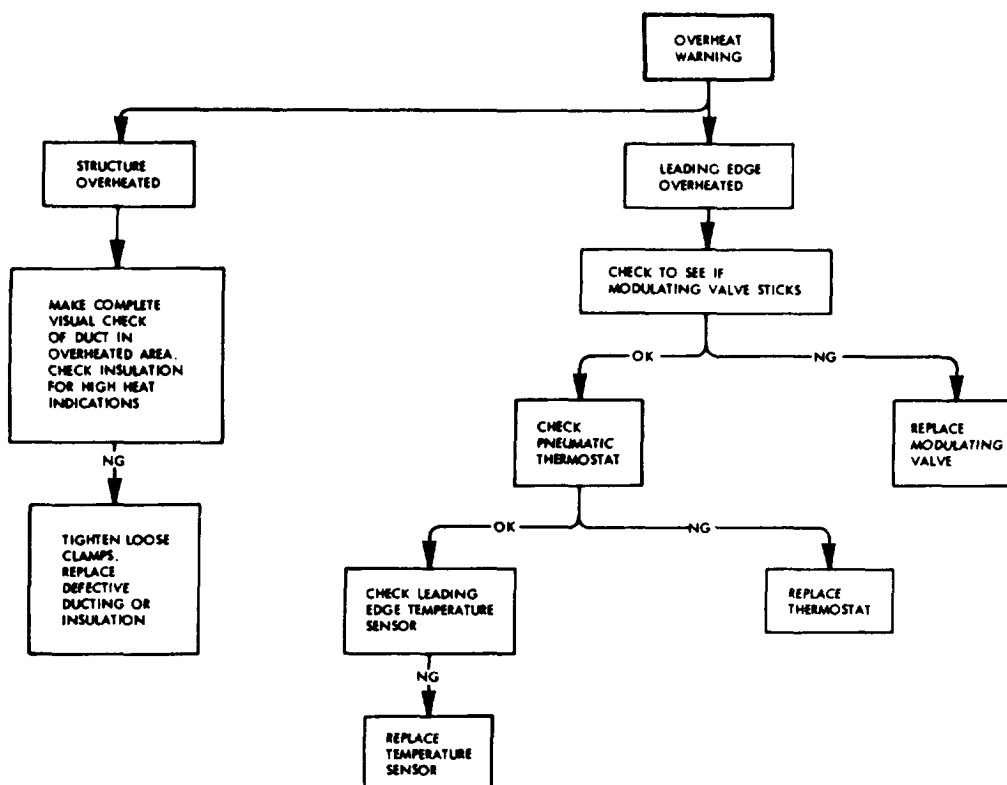 OVERHEAT
WARNING
STRUCTURE
OVERHEATED
LEADING EDGE
OVERHEATED
CHECK TO SEE IF
MODULATING VALVE STICKS
MAKE COMPLETE
VISUAL CHECK
OF DUCT IN
OVERHEATED AREA.
CHECK INSULATION
FOR HIGH HEAT
INDICATIONS
OK
NG
CHECK
PNEUMATIC
THERMOSTAT
REPLACE
MODULATING
VALVE
NG
TIGHTEN LOOSE
CLAMPS.
REPLACE
DEFECTIVE
DUCTING OR
INSULATION
OK
NG
CHECK LEADING
EDGE TEMPERATURE
SENSOR
REPLACE
THERMOSTAT
NG
REPLACE
TEMPERATURE
SENSOR